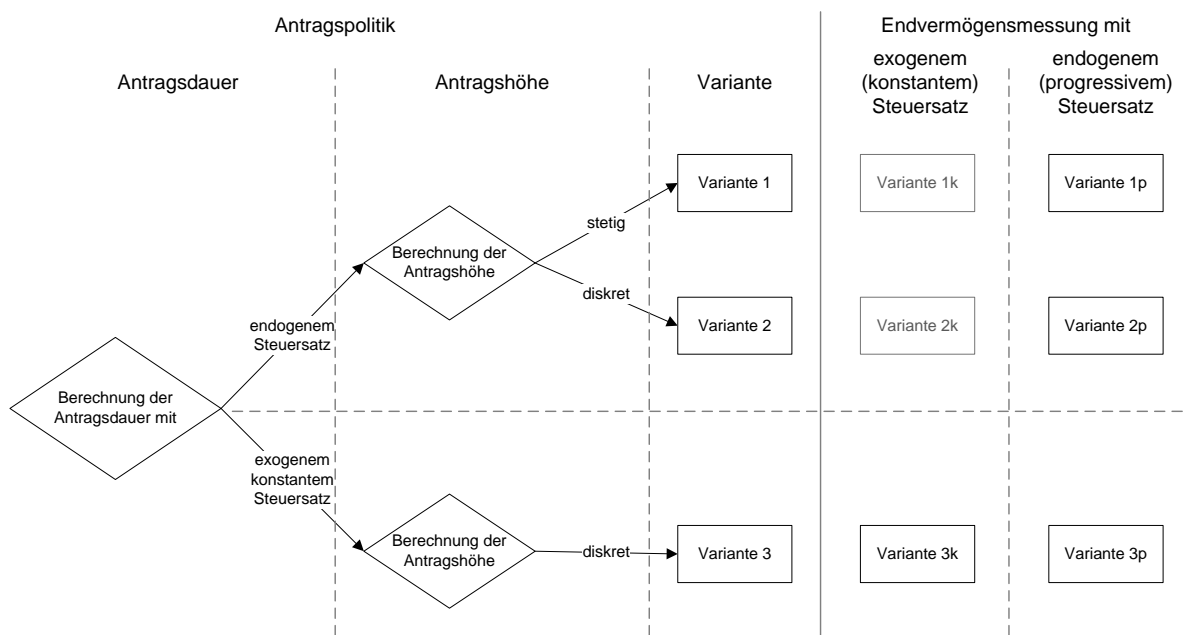 Antragspolitik
Endvermögensmessung mit
Antragsdauer
Antragshöhe
Variante
exogenem
(konstantem)
Steuersatz
endogenem
(progressivem)
Steuersatz
Variante 1
Variante 1k
Variante 1p
stetig
Berechnung der
Antragshöhe
diskret
Variante 2
Variante 2k
Variante 2p
endogenem
Steuersatz
Berechnung der
Antragsdauer mit
exogenem
konstantem
Steuersatz
Berechnung der
Antragshöhe
diskret
Variante 3
Variante 3k
Variante 3p